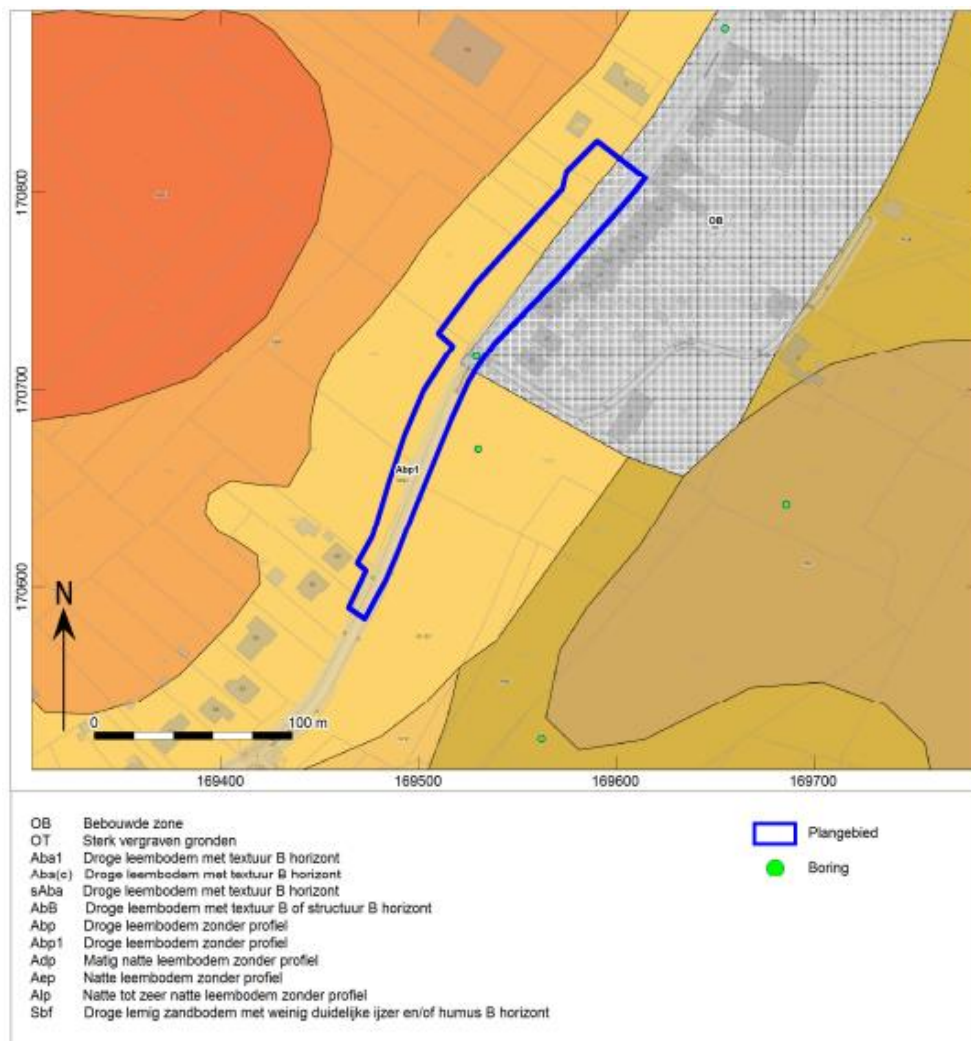 170800
OB
170700
Abp1
170600
N
0 100 m
169400 169500 169600 169700
OB Bebouwde zone
OT Sterk vergraven gronden
Aba1 Droge leembodem met textuur B horizont
Aba(c) Droge leembodem met textuur B horizont
sAba Droge leembodem met textuur B horizont
AbB Droge leembodem met textuur B of structuur B horizont
Abp Droge leembodem zonder profiel
Abp1 Droge leembodem zonder profiel
Adp Matig natte leembodem zonder profiel
Aep Natte leembodem zonder profiel
Alp Natte tot zeer natte leembodem zonder profiel
Sbf Droge lemig zandbodem met weinig duidelijke ijzer en/of humus B horizont
Plangebied
Boring